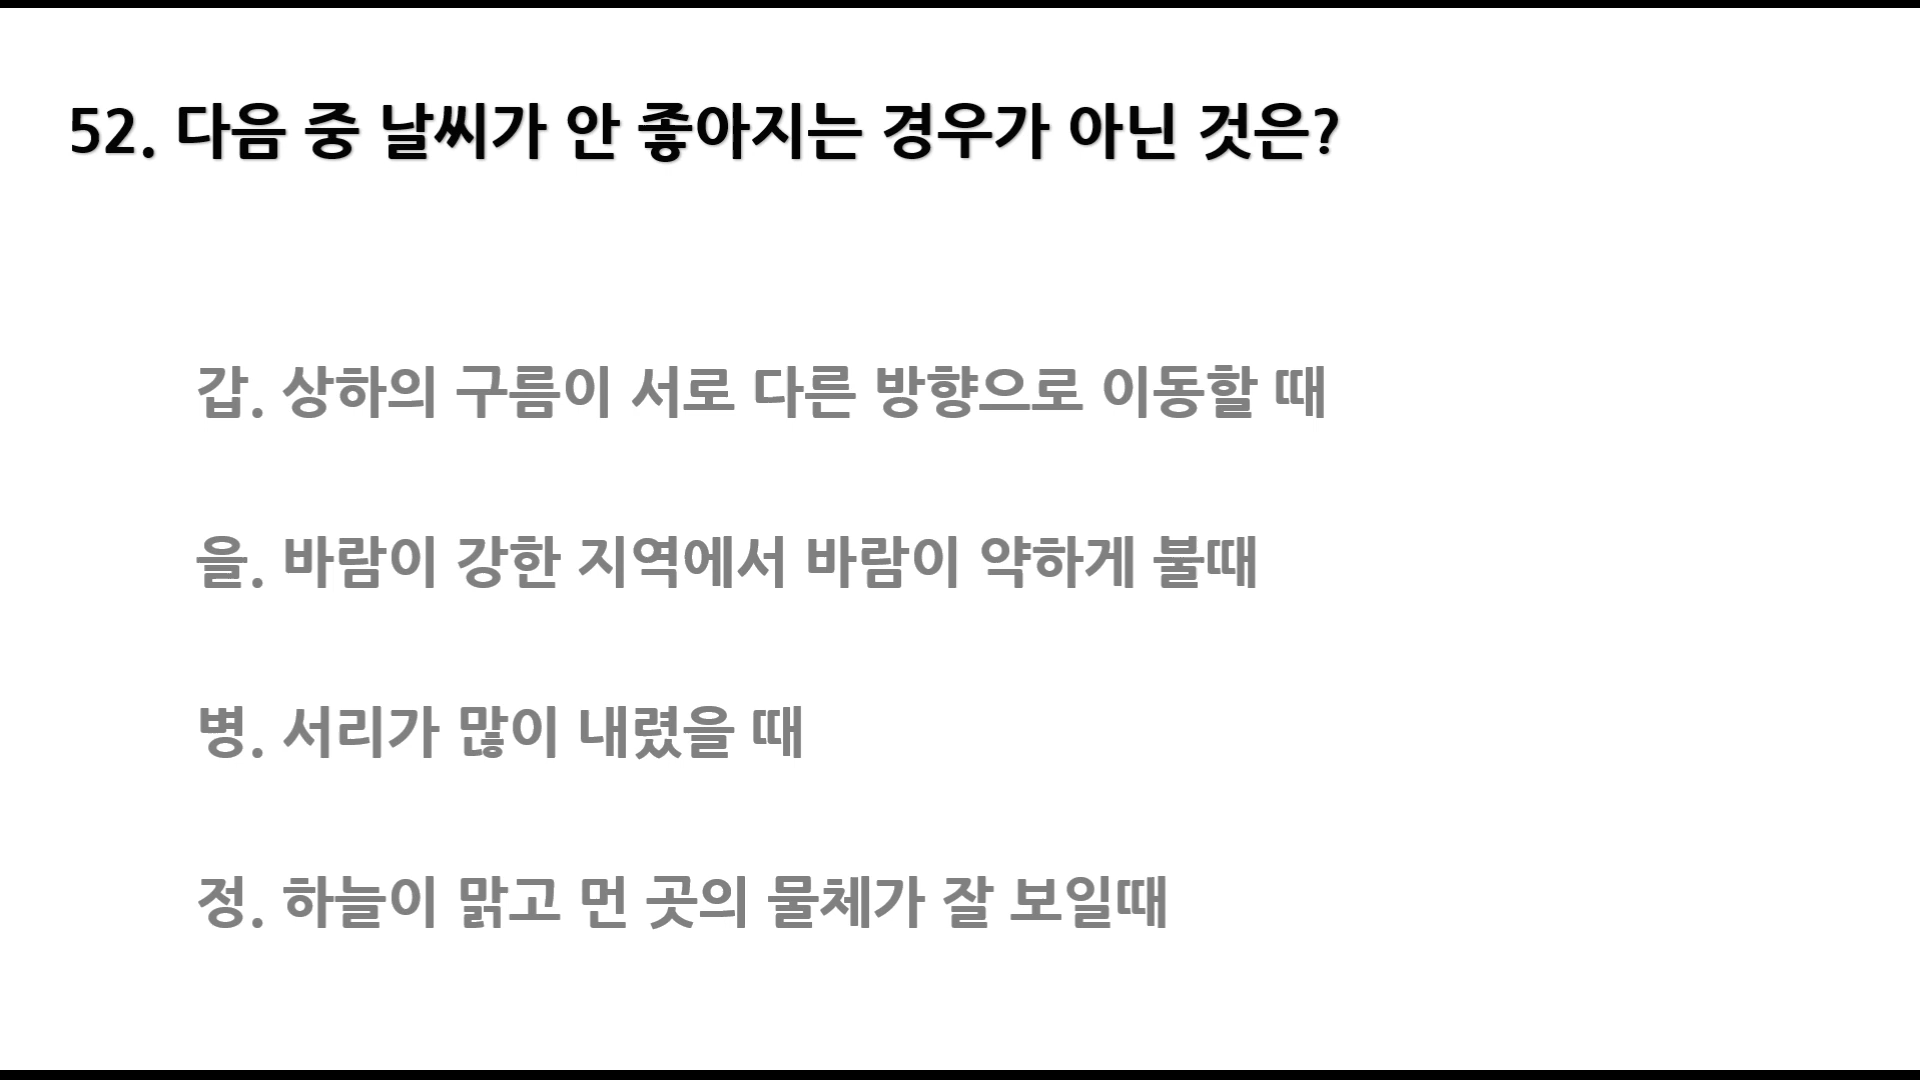 52. 다음 중 날씨가 안 좋아지는 경우가 아닌 것은?
갑. 상하의 구름이 서로 다른 방향으로 이동할 때
을. 바람이 강한 지역에서 바람이 약하게 불때
병. 서리가 많이 내렸을 때
정. 하늘이 맑고 먼 곳의 물체가 잘 보일때